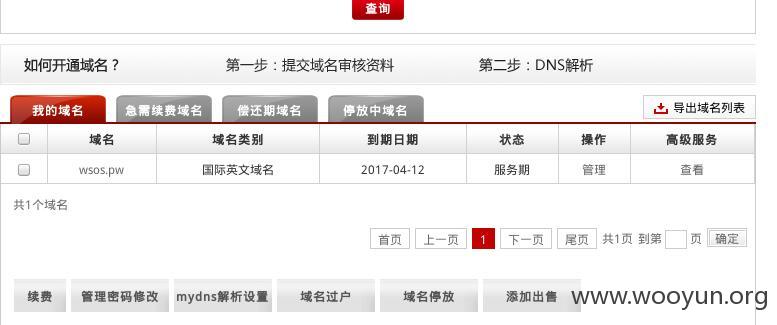 查询
如何开通域名？ 第一步：提交域名审核资料 第二步：DNS解析
我的域名 急需续费域名 偿还期域名 停放中域名 导出域名列表
域名 域名类别 到期日期 状态 操作 高级服务
wsos.pw 国际英文域名 2017-04-12 服务期 管理 查看
共1个域名
首页 上一页 1 下一页 尾页 共1页 到第 页 确定
续费 管理密码修改 mydns解析设置 域名过户 域名停放 添加出售
www.wooyun.org